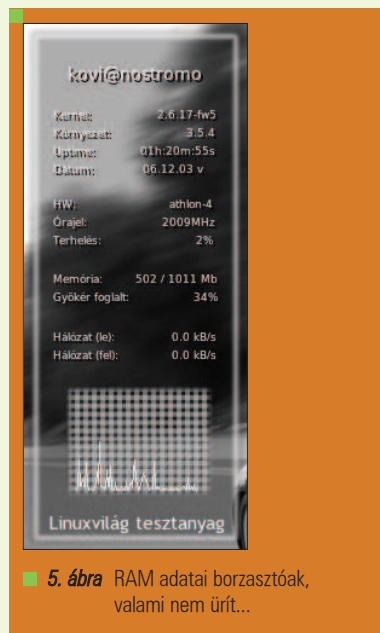 kovi@nostromo
Kernel: 2.6.17-fw5
Környezet: 3.5.4
Uptime: 01h:20m:55s
Dátum: 06.12.03 v
HW: athlon-4
Órajel: 2009MHz
Terhelés: 2%
Memória: 502 / 1011 Mb
Gyökér foglalt: 34%
Hálózat (le): 0.0 kB/s
Hálózat (fel): 0.0 kB/s
Linuxvilág tesztanyag
5. ábra RAM adatai borzasztóak,
valami nem ürít...